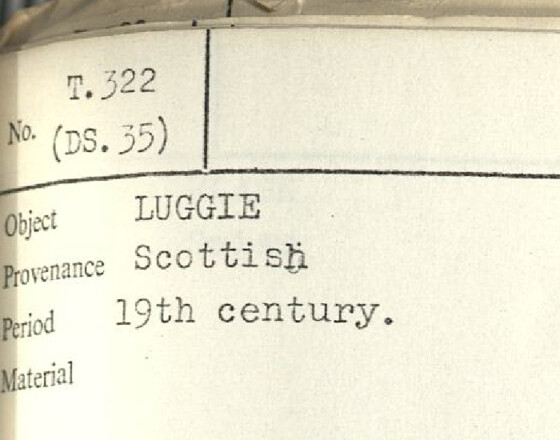 T.322
No. (DS.35)
Object LUGGIE
Provenance Scottish
Period 19th century.
Material